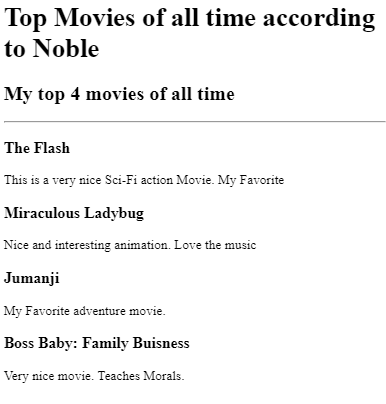 Top Movies of all time according
to Noble
My top 4 movies of all time
The Flash
This is a very nice Sci-Fi action Movie. My Favorite
Miraculous Ladybug
Nice and interesting animation. Love the music
Jumanji
My Favorite adventure movie.
Boss Baby: Family Buisness
Very nice movie. Teaches Morals.